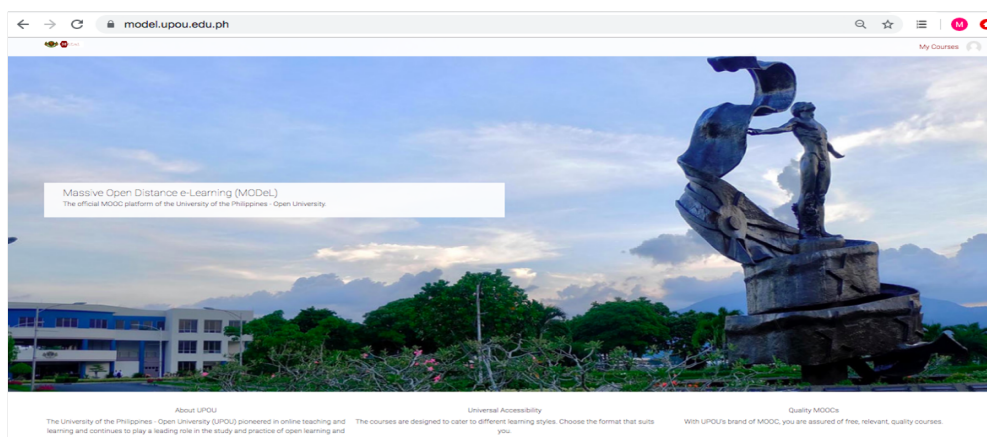 model.upou.edu.ph
M
My Courses
Massive Open Distance e-Learning (MODeL)
The official MOOC platform of the University of the Philippines - Open University.
About UPOU
The University of the Philippines - Open University (UPOU) pioneered in online teaching and
learning and continues to play a leading role in the study and practice of open learning and
Universal Accessibility
The courses are designed to cater to different learning styles. Choose the format that suits
you.
Quality MOOCs
With UPOU's brand of MOOC, you are assured of free, relevant, quality courses.